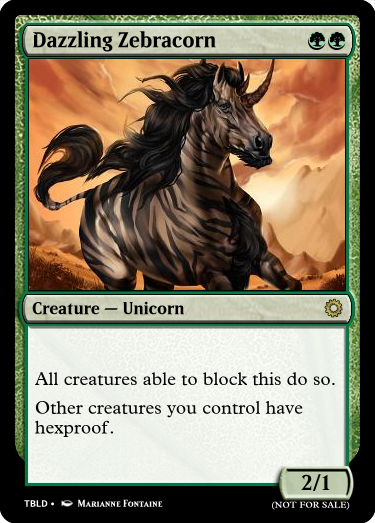 Dazzling Zebracorn
Creature — Unicorn
All creatures able to block this do so.
Other creatures you control have
hexproof.
2/1
TBLD • Marianne Fontaine
(NOT FOR SALE)